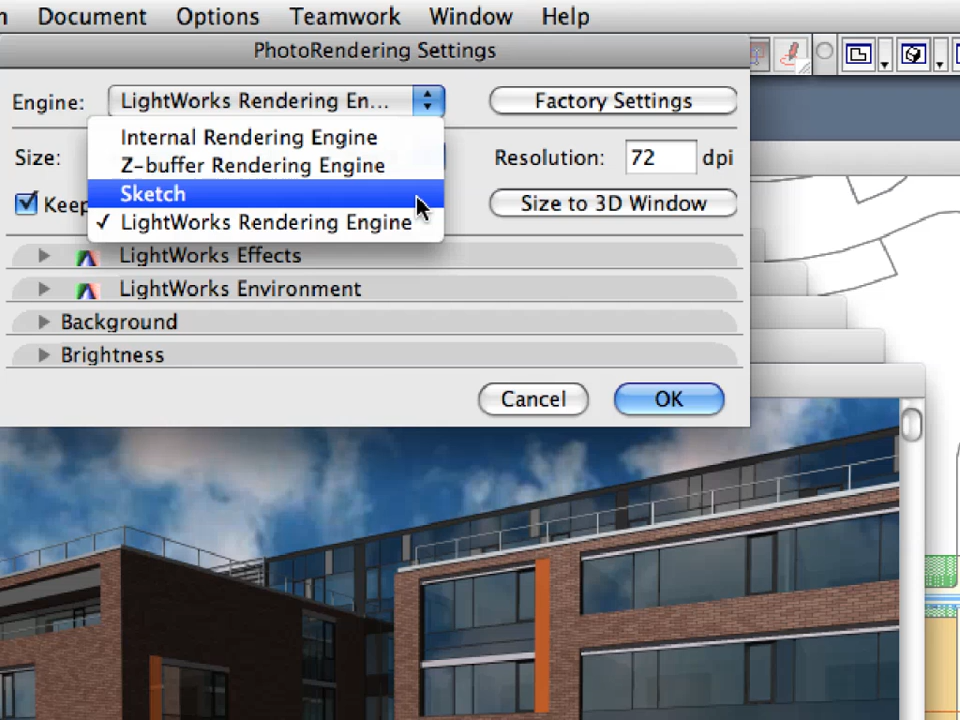 Document Options Teamwork Window Help
PhotoRendering Settings
Engine: LightWorks Rendering En... Factory Settings
Internal Rendering Engine
Z-buffer Rendering Engine
Size: Resolution: 72 dpi
Sketch
Keep Size to 3D Window
✓ LightWorks Rendering Engine
LightWorks Effects
LightWorks Environment
Background
Brightness
Cancel OK